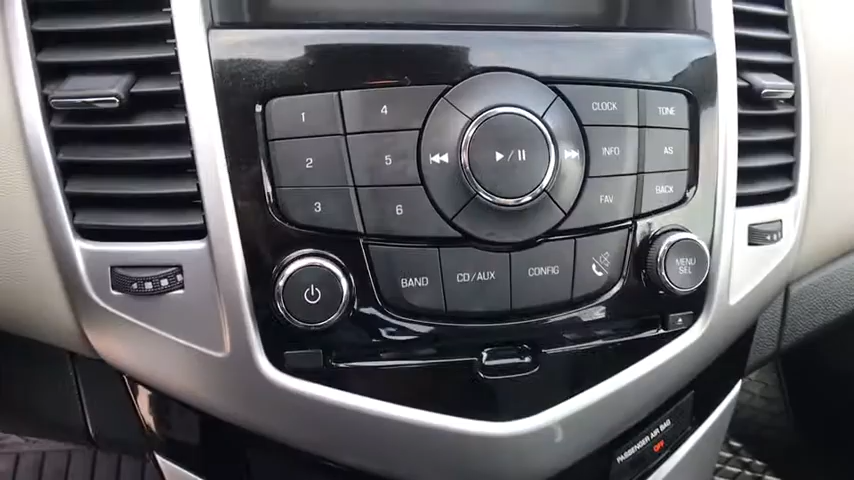 1
4
CLOCK
TONE
2
5
INFO
AS
3
6
FAV
BACK
BAND
CD/AUX
CONFIG
MENU
SEL
PASSENGER AIR BAG
OFF